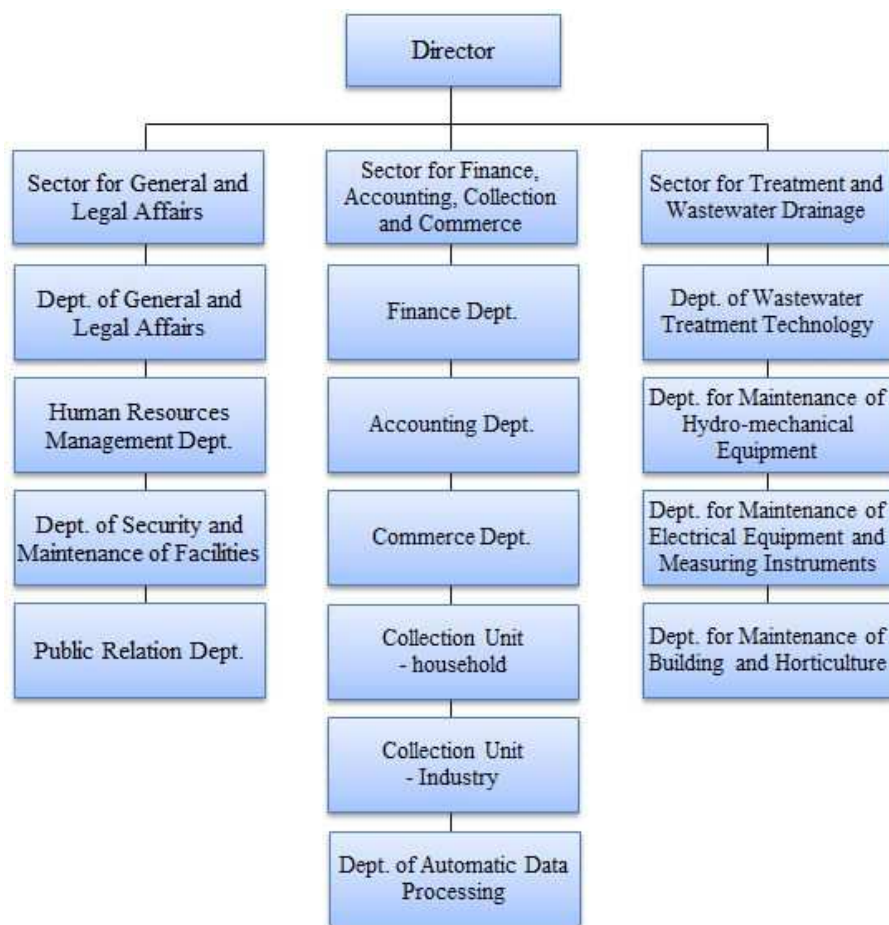 Director
Sector for General and
Legal Affairs
Dept. of General and
Legal Affairs
Human Resources
Management Dept.
Dept. of Security and
Maintenance of Facilities
Public Relation Dept.
Sector for Finance,
Accounting, Collection
and Commerce
Finance Dept.
Accounting Dept.
Commerce Dept.
Collection Unit
- household
Collection Unit
- Industry
Dept. of Automatic Data
Processing
Sector for Treatment and
Wastewater Drainage
Dept. of Wastewater
Treatment Technology
Dept. for Maintenance of
Hydro-mechanical
Equipment
Dept. for Maintenance of
Electrical Equipment and
Measuring Instruments
Dept. for Maintenance of
Building and Horticulture